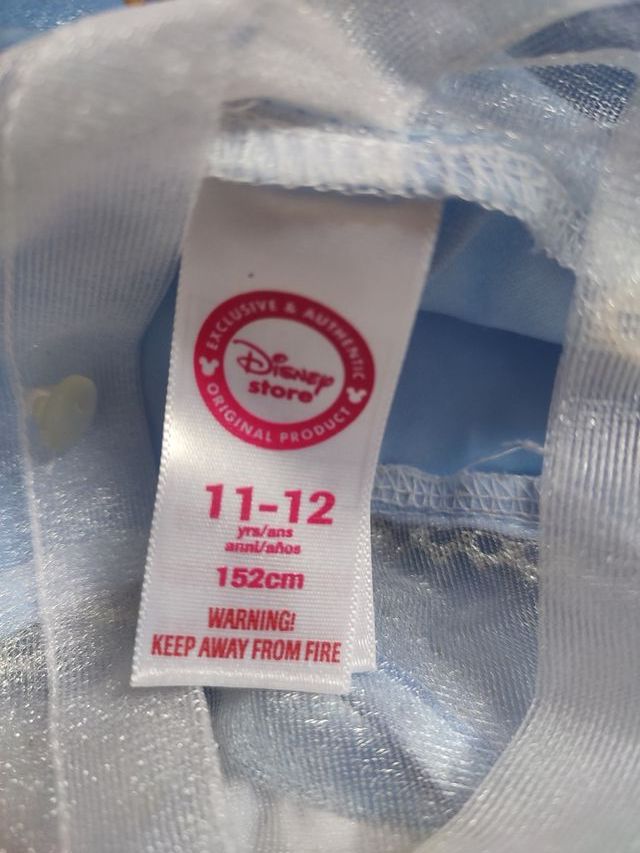 EXCLUSIVE & AUTHENTIC
Disney
store
ORIGINAL PRODUCT
11-12
yrs/ans
anni/años
152cm
WARNING!
KEEP AWAY FROM FIRE